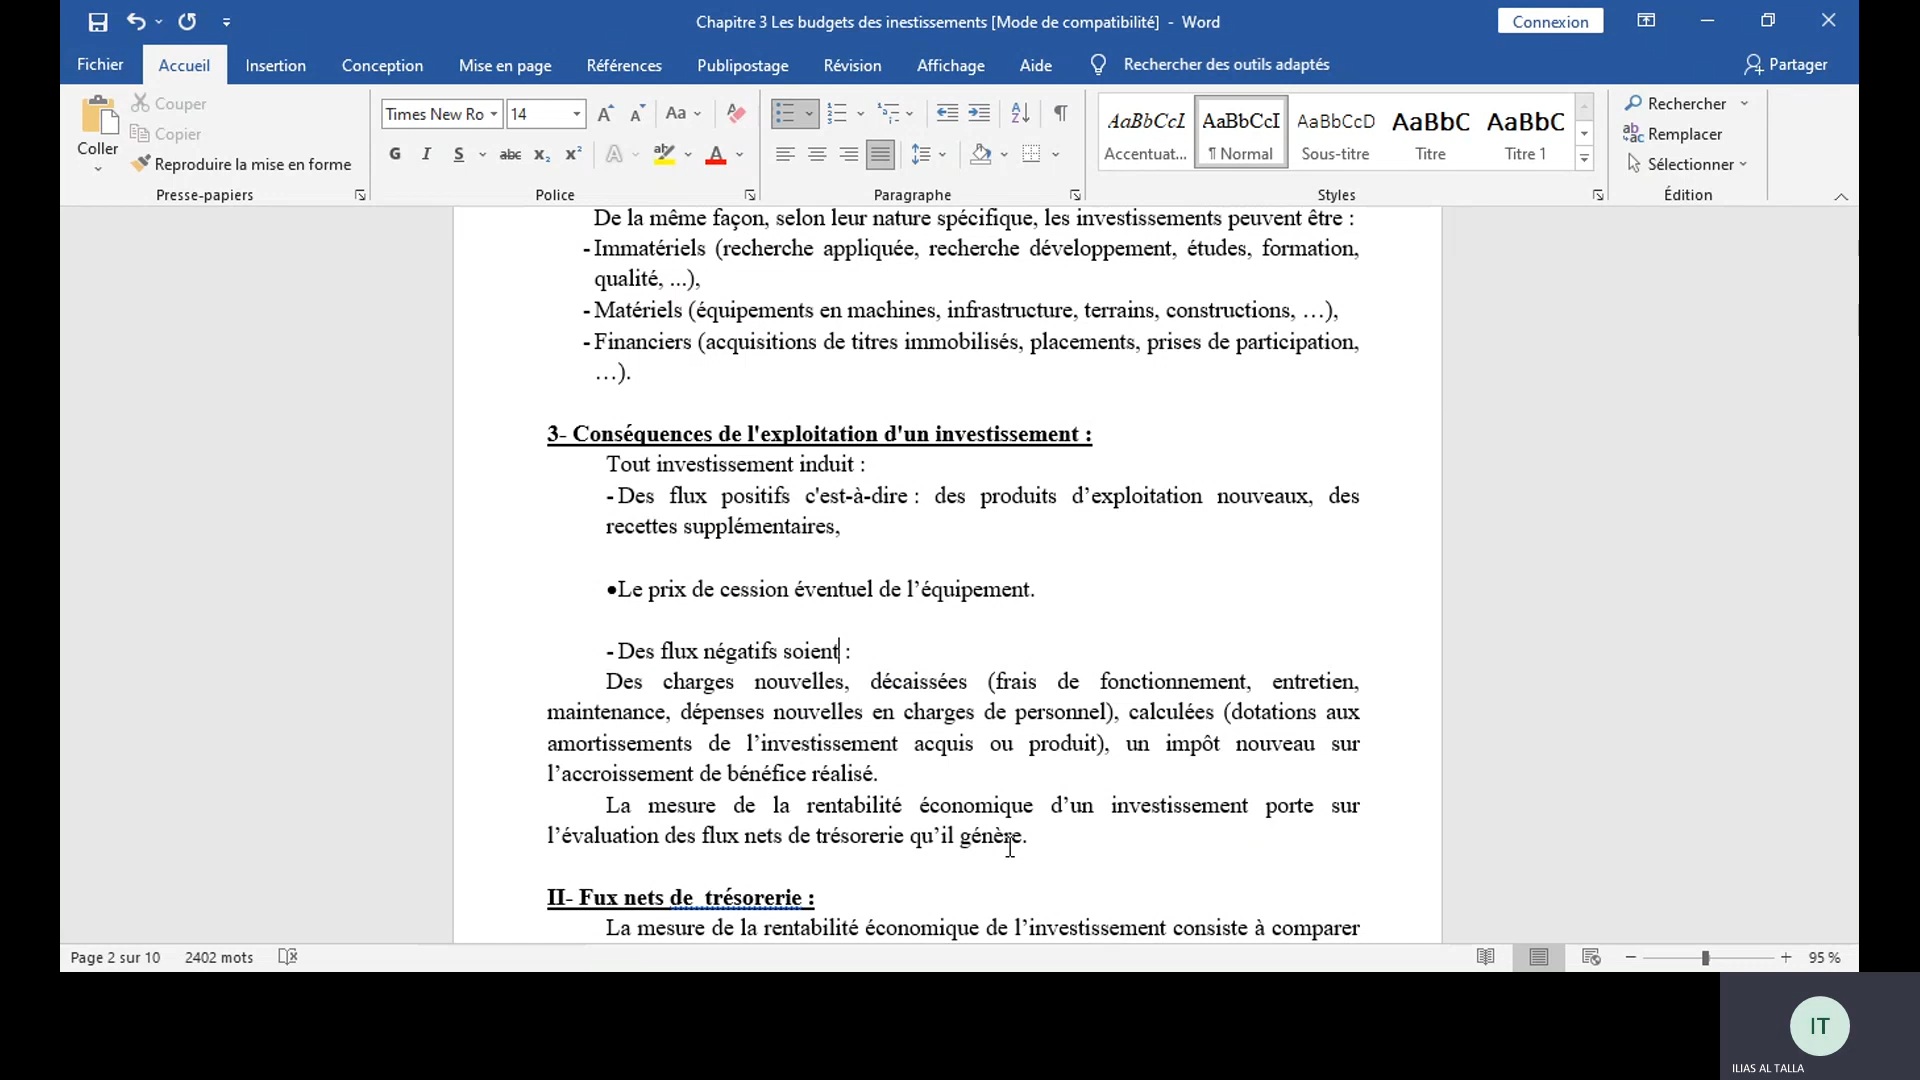 Chapitre 3 Les budgets des inestissements [Mode de compatibilité] - Word
Connexion
Fichier Accueil Insertion Conception Mise en page Références Publipostage Révision Affichage Aide Rechercher des outils adaptés Partager
Coller
Couper
Copier
Reproduire la mise en forme
Presse-papiers
Times New Ro 14 Aa
G I S abc x₂ x² A ab A
Police
Paragraphe
AaBbCcI AaBbCcI AaBbCcD AaBbC AaBbC
Accentuat... ¶ Normal Sous-titre Titre Titre 1
Styles
Rechercher
Remplacer
Sélectionner
Édition
De la même façon, selon leur nature spécifique, les investissements peuvent être :
- Immatériels (recherche appliquée, recherche développement, études, formation,
qualité, ...),
- Matériels (équipements en machines, infrastructure, terrains, constructions, …),
- Financiers (acquisitions de titres immobilisés, placements, prises de participation,
…).
3- Conséquences de l'exploitation d'un investissement :
Tout investissement induit :
- Des flux positifs c'est-à-dire : des produits d’exploitation nouveaux, des
recettes supplémentaires,
•Le prix de cession éventuel de l’équipement.
- Des flux négatifs soient :
Des charges nouvelles, décaissées (frais de fonctionnement, entretien,
maintenance, dépenses nouvelles en charges de personnel), calculées (dotations aux
amortissements de l’investissement acquis ou produit), un impôt nouveau sur
l’accroissement de bénéfice réalisé.
La mesure de la rentabilité économique d’un investissement porte sur
l’évaluation des flux nets de trésorerie qu’il génère.
II- Fux nets de trésorerie :
La mesure de la rentabilité économique de l’investissement consiste à comparer
Page 2 sur 10 2402 mots 95 %
IT
ILIAS AL TALLA